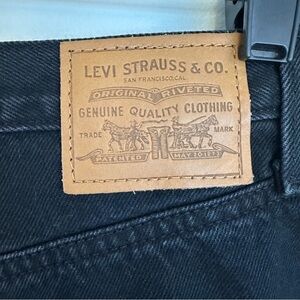 LEVI STRAUSS & CO.
SAN FRANCISCO, CAL.
ORIGINAL RIVETED
GENUINE QUALITY CLOTHING
TRADE MARK
PATENTED MAY 20 1873